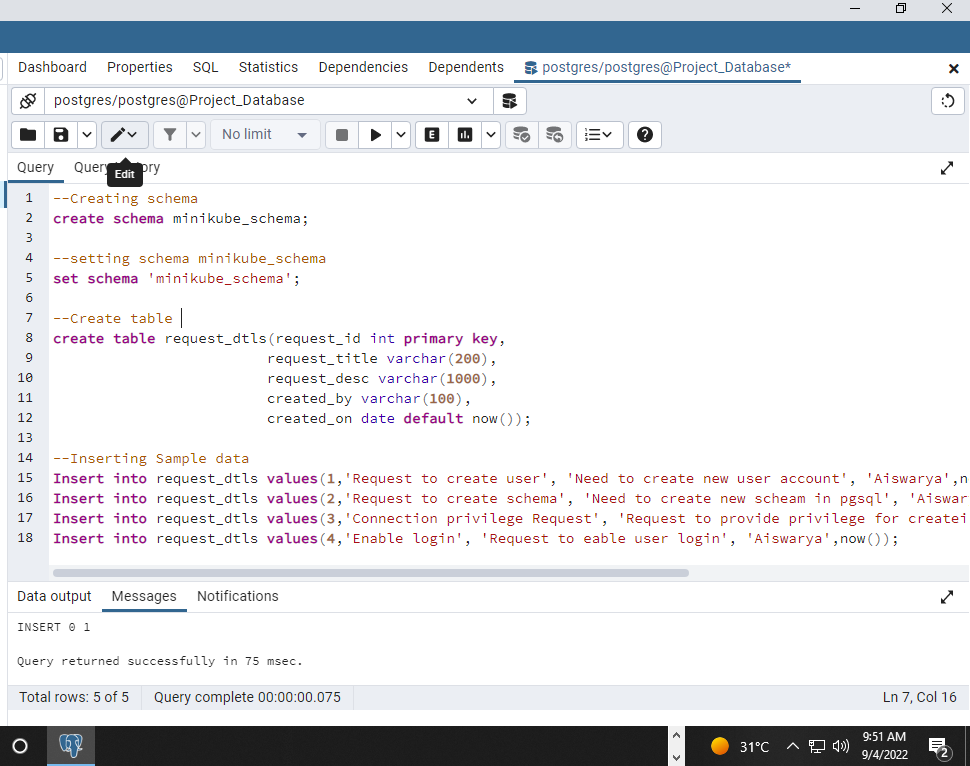 Dashboard Properties SQL Statistics Dependencies Dependents postgres/postgres@Project_Database*
postgres/postgres@Project_Database
No limit
E
Query Query ory
Edit
1 --Creating schema
2 create schema minikube_schema;
3
4 --setting schema minikube_schema
5 set schema 'minikube_schema';
6
7 --Create table
8 create table request_dtls(request_id int primary key,
9 request_title varchar(200),
10 request_desc varchar(1000),
11 created_by varchar(100),
12 created_on date default now());
13
14 --Inserting Sample data
15 Insert into request_dtls values(1,'Request to create user', 'Need to create new user account', 'Aiswarya',n
16 Insert into request_dtls values(2,'Request to create schema', 'Need to create new scheam in pgsql', 'Aiswar
17 Insert into request_dtls values(3,'Connection privilege Request', 'Request to provide privilege for createi
18 Insert into request_dtls values(4,'Enable login', 'Request to eable user login', 'Aiswarya',now());
Data output Messages Notifications
INSERT 0 1
Query returned successfully in 75 msec.
Total rows: 5 of 5 Query complete 00:00:00.075 Ln 7, Col 16
31°C 9:51 AM
9/4/2022 2